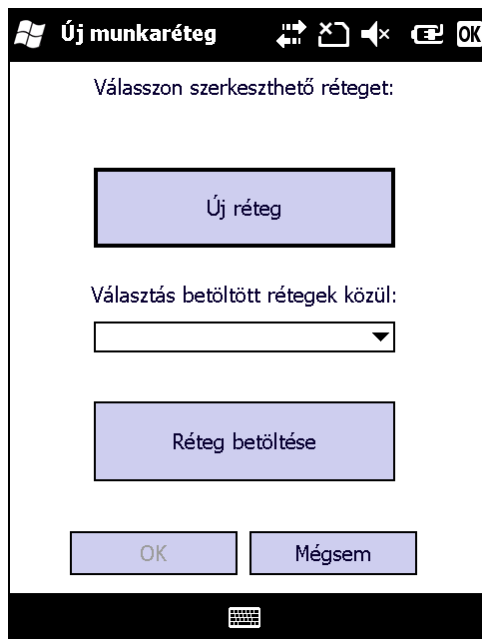 Új munkaréteg
OK
Válasszon szerkeszthető réteget:
Új réteg
Választás betöltött rétegek közül:
Réteg betöltése
OK
Mégsem